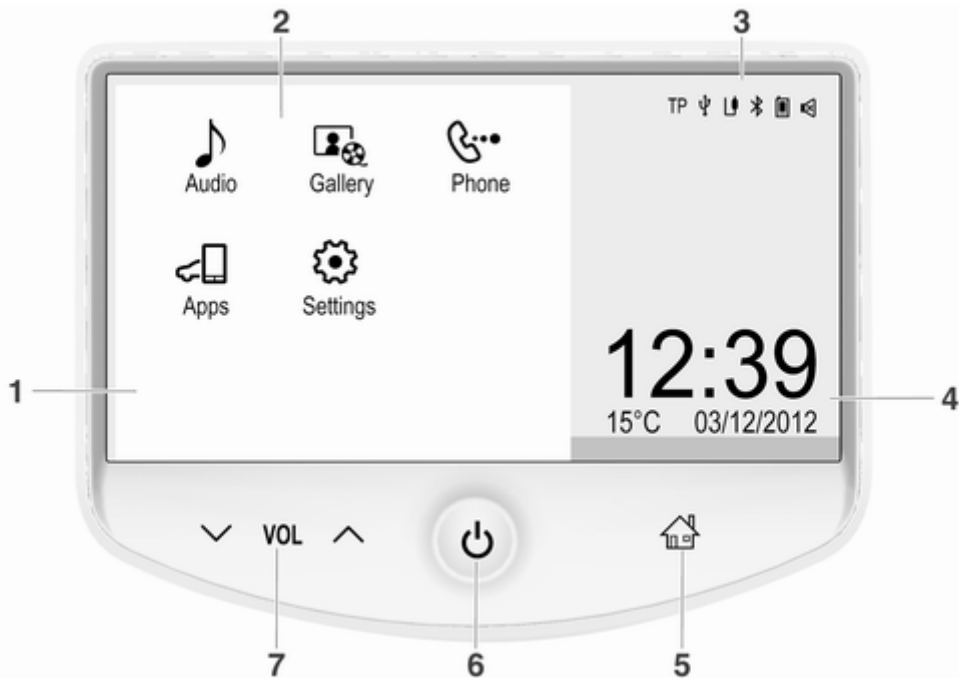 2 3
TP
Audio Gallery Phone
Apps Settings
12:39
1
4
15°C 03/12/2012
VOL
7 6 5